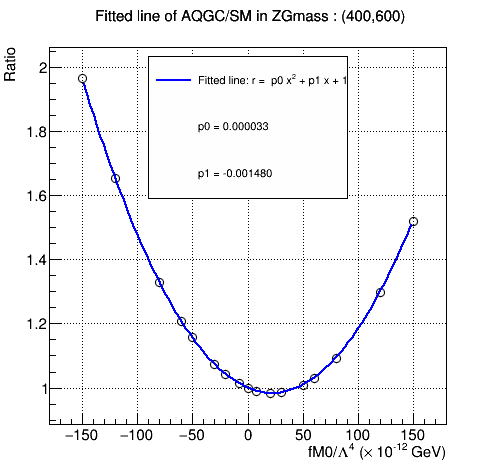 Fitted line of AQGC/SM in ZGmass : (400,600)
Ratio
Fitted line: r = p0 x² + p1 x + 1
p0 = 0.000033
p1 = -0.001480
2
1.8
1.6
1.4
1.2
1
−150 −100 −50 0 50 100 150
fM0/Λ⁴ (× 10⁻¹² GeV)